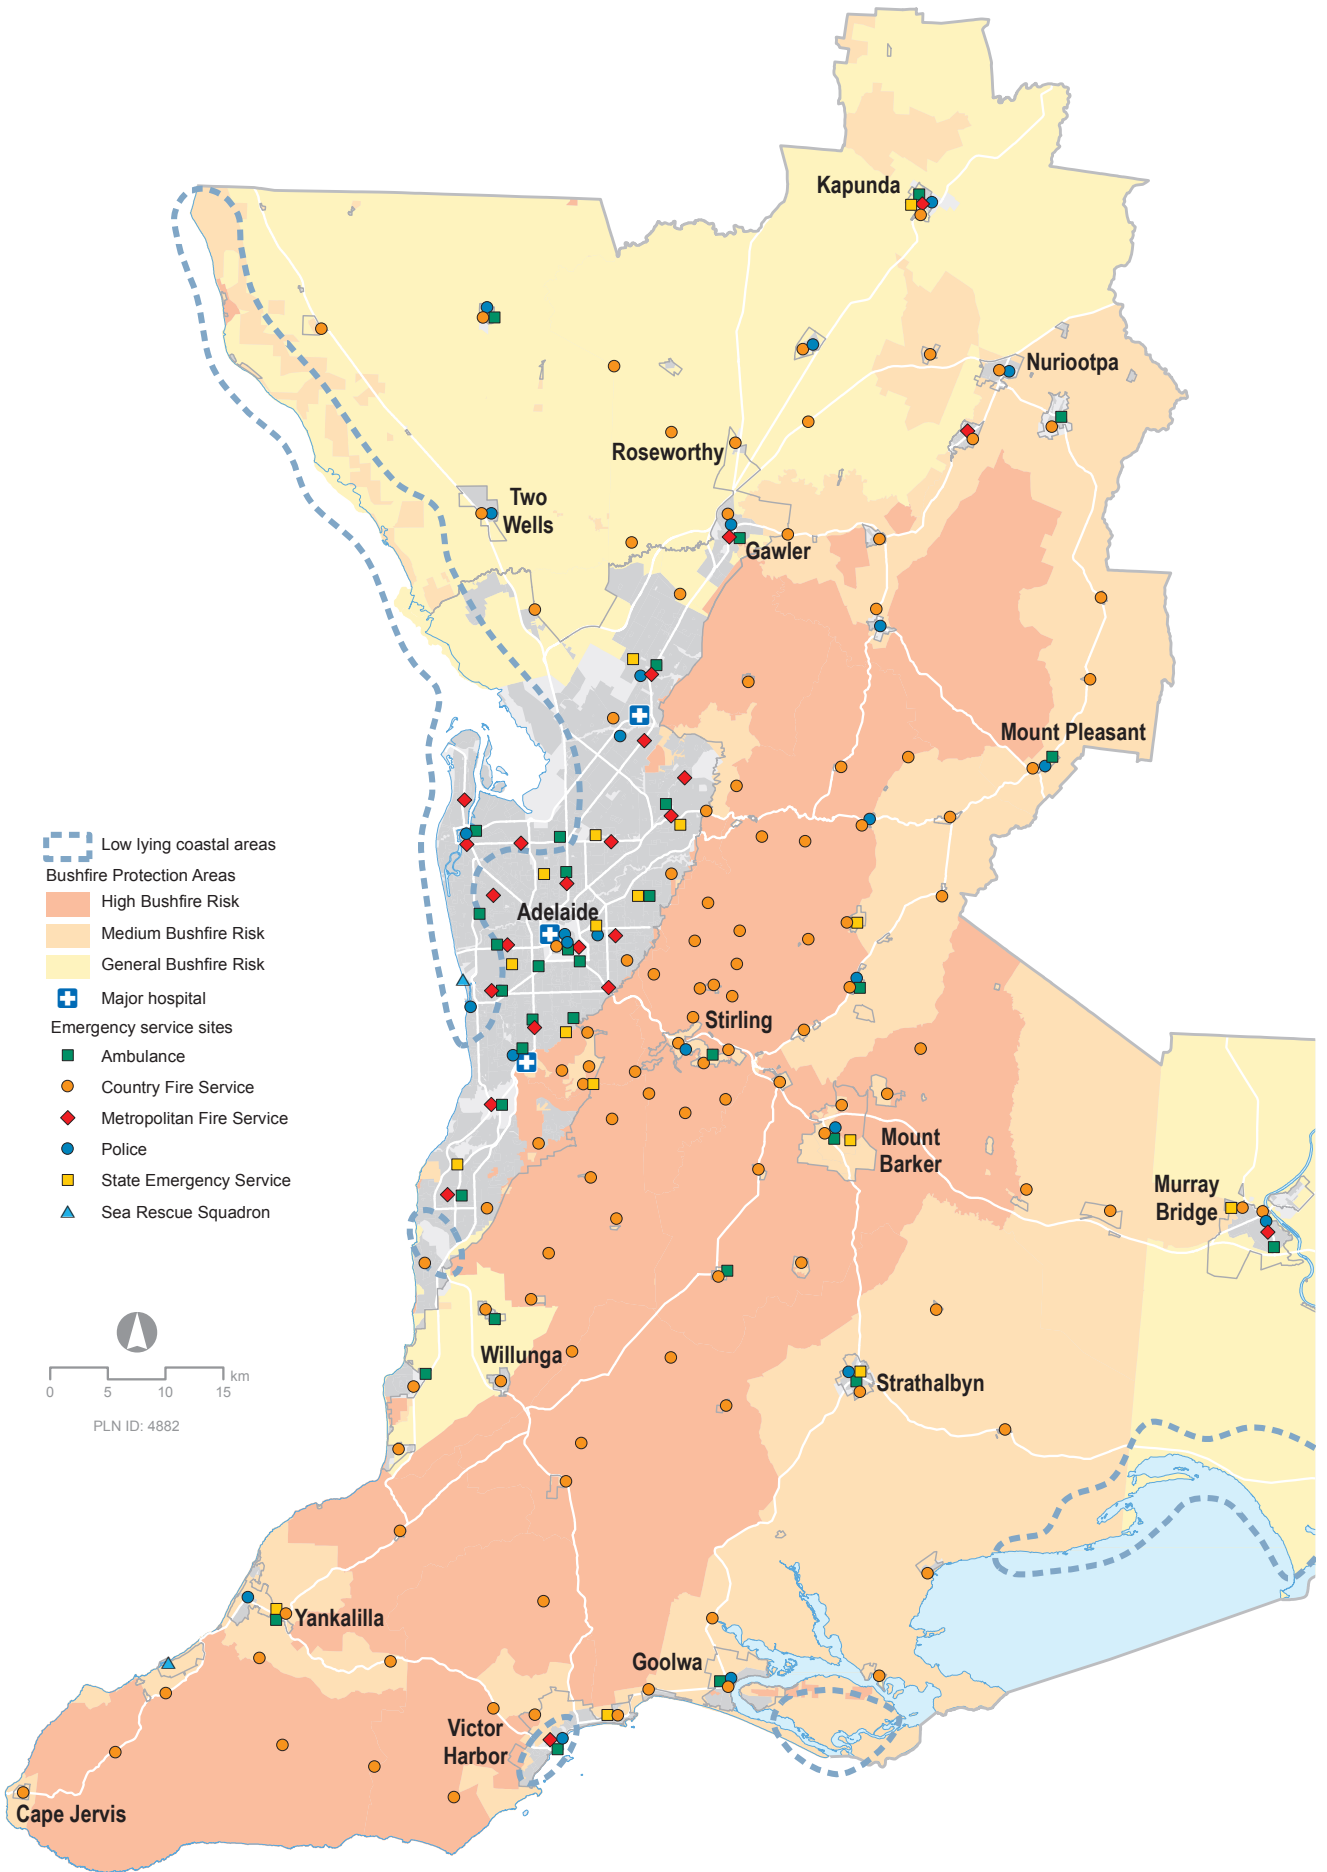 Kapunda
Nuriootpa
Roseworthy
Two
Wells
Gawler
Mount Pleasant
Low lying coastal areas
Bushfire Protection Areas
High Bushfire Risk
Medium Bushfire Risk
General Bushfire Risk
Major hospital
Emergency service sites
Ambulance
Country Fire Service
Metropolitan Fire Service
Police
State Emergency Service
Sea Rescue Squadron
Adelaide
Stirling
Mount
Barker
Murray
Bridge
km
0 5 10 15
PLN ID: 4882
Willunga
Strathalbyn
Yankalilla
Goolwa
Victor
Harbor
Cape Jervis